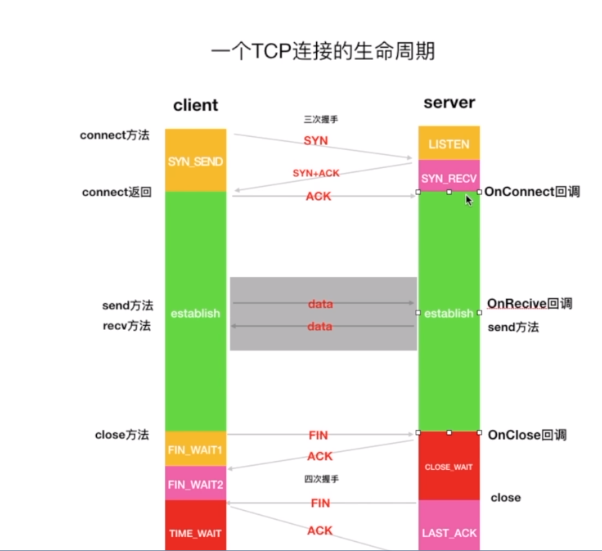 一个TCP连接的生命周期
client
server
三次握手
connect方法
SYN
LISTEN
SYN_SEND
SYN+ACK
SYN_RECV
connect返回
ACK
OnConnect回调
send方法
data
OnRecive回调
establish
establish
recv方法
data
send方法
close方法
FIN
OnClose回调
FIN_WAIT1
ACK
CLOSE_WAIT
FIN_WAIT2
四次握手
FIN
close
TIME_WAIT
ACK
LAST_ACK